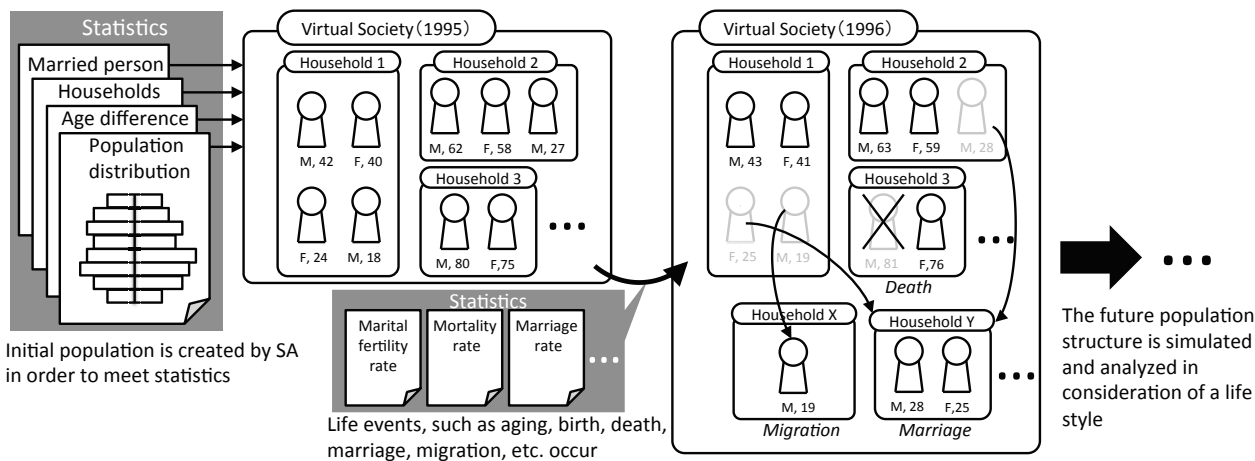 Statistics
Married person
Households
Age difference
Population
distribution
Initial population is created by SA
in order to meet statistics
Virtual Society(1995)
Household 1
M, 42
F, 40
F, 24
M, 18
Household 2
M, 62
F, 58
M, 27
Household 3
M, 80
F,75
...
Statistics
Marital
fertility
rate
Mortality
rate
Marriage
rate
...
Life events, such as aging, birth, death,
marriage, migration, etc. occur
Virtual Society(1996)
Household 1
M, 43
F, 41
F, 25
M, 19
Household 2
M, 63
F, 59
M, 28
Household 3
M, 81
F,76
Death
...
Household X
M, 19
Migration
Household Y
M, 28
F,25
Marriage
...
...
The future population
structure is simulated
and analyzed in
consideration of a life
style